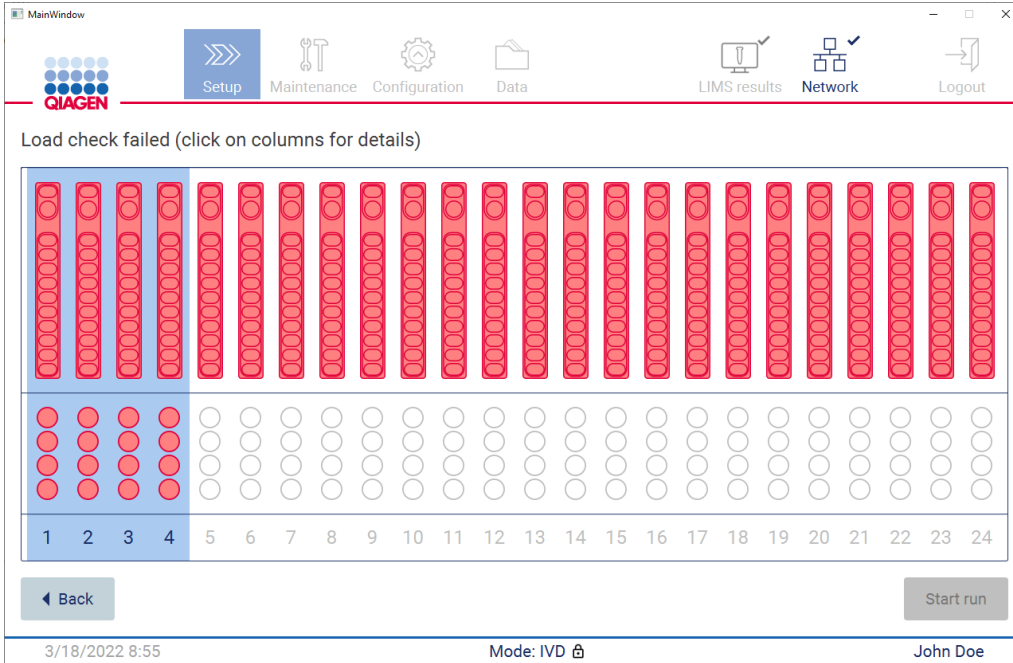 MainWindow
QIAGEN
Setup
Maintenance
Configuration
Data
LIMS results
Network
Logout
Load check failed (click on columns for details)
1 2 3 4 5 6 7 8 9 10 11 12 13 14 15 16 17 18 19 20 21 22 23 24
Back
Start run
3/18/2022 8:55
Mode: IVD
John Doe